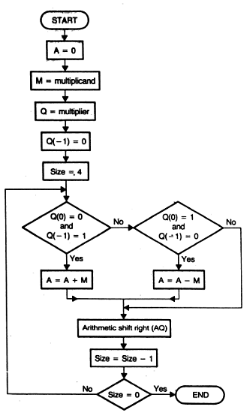 START
A = 0
M = multiplicand
Q = multiplier
Q(-1) = 0
Size = 4
Q(0) = 0
and
Q(-1) = 1
No
Q(0) = 1
and
Q(-1) = 0
No
Yes
Yes
A = A + M
A = A - M
Arithmetic shift right (AQ)
Size = Size - 1
No
Size = 0
Yes
END